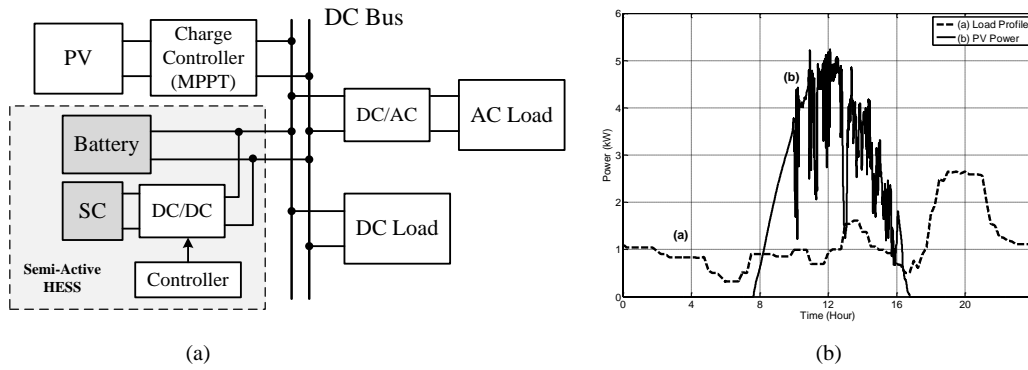 DC Bus
PV
Charge
Controller
(MPPT)
Battery
SC
DC/DC
Semi-Active
HESS
Controller
DC/AC
AC Load
DC Load
(a)
6
5
4
3
2
1
0
Power (kW)
0
4
8
12
16
20
Time (Hour)
(a) Load Profile
(b) PV Power
(b)
(a)
(b)